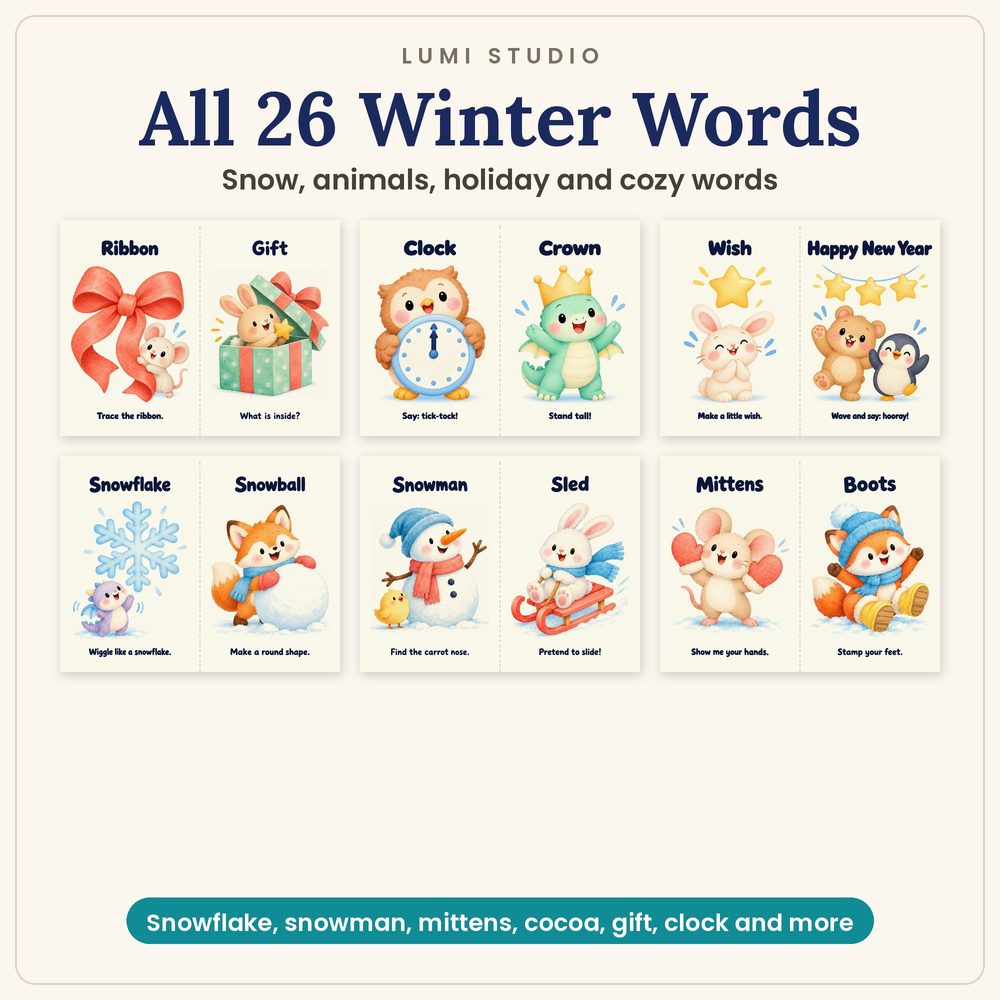 LUMI STUDIO
All 26 Winter Words
Snow, animals, holiday and cozy words
Ribbon
Trace the ribbon.
Gift
What is inside?
Clock
Say: tick-tock!
Crown
Stand tall!
Wish
Make a little wish.
Happy New Year
Wave and say: hooray!
Snowflake
Wiggle like a snowflake.
Snowball
Make a round shape.
Snowman
Find the carrot nose.
Sled
Pretend to slide!
Mittens
Show me your hands.
Boots
Stamp your feet.
Snowflake, snowman, mittens, cocoa, gift, clock and more